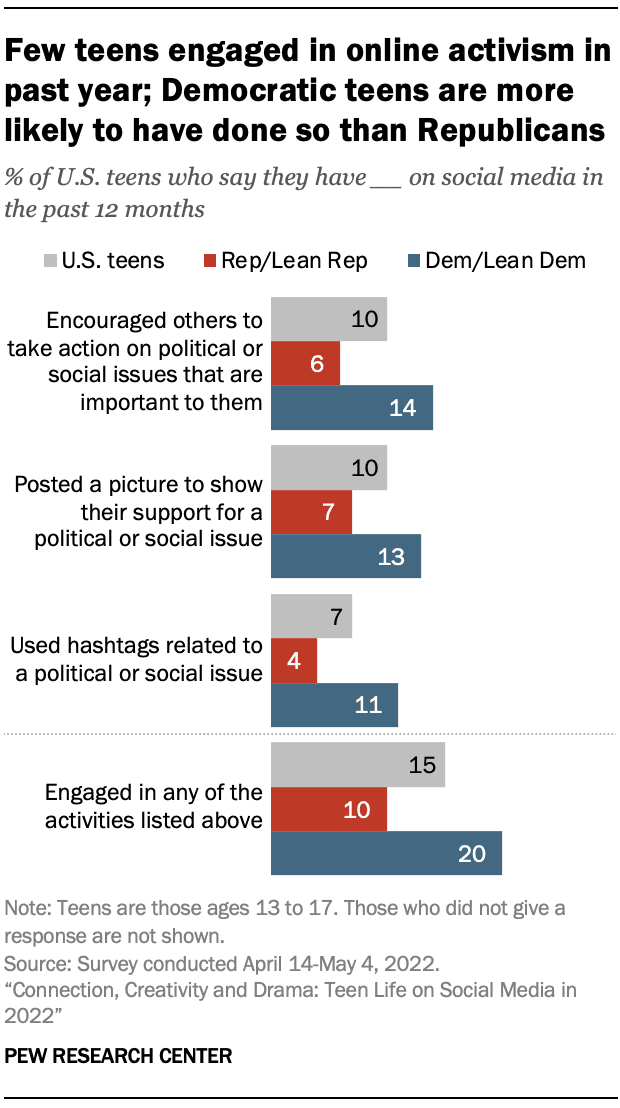 Few teens engaged in online activism in
past year; Democratic teens are more
likely to have done so than Republicans
% of U.S. teens who say they have __ on social media in
the past 12 months
U.S. teens Rep/Lean Rep Dem/Lean Dem
Encouraged others to
take action on political or
social issues that are
important to them
10
6
14
Posted a picture to show
their support for a
political or social issue
10
7
13
Used hashtags related to
a political or social issue
7
4
11
Engaged in any of the
activities listed above
15
10
20
Note: Teens are those ages 13 to 17. Those who did not give a
response are not shown.
Source: Survey conducted April 14-May 4, 2022.
“Connection, Creativity and Drama: Teen Life on Social Media in
2022”
PEW RESEARCH CENTER